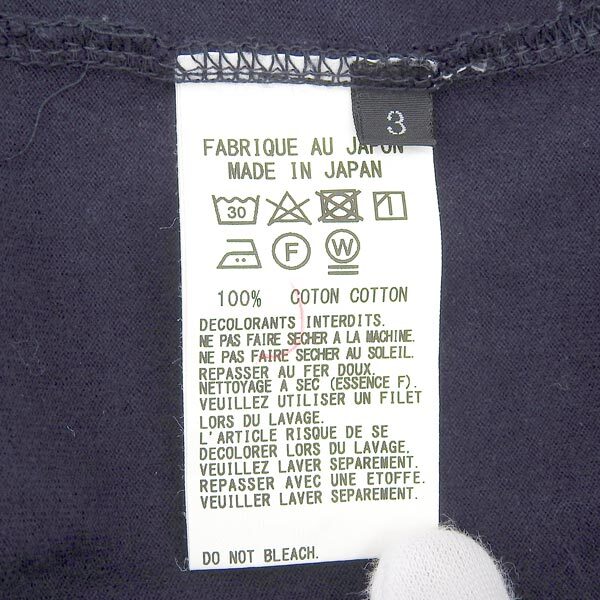 3
FABRIQUE AU JAPON
MADE IN JAPAN
30
F W
100% COTON COTTON
DECOLORANTS INTERDITS.
NE PAS FAIRE SECHER A LA MACHINE.
NE PAS FAIRE SECHER AU SOLEIL.
REPASSER AU FER DOUX.
NETTOYAGE A SEC (ESSENCE F).
VEUILLEZ UTILISER UN FILET
LORS DU LAVAGE.
L'ARTICLE RISQUE DE SE
DECOLORER LORS DU LAVAGE.
VEUILLEZ LAVER SEPAREMENT.
REPASSER AVEC UNE ETOFFE.
VEUILLER LAVER SEPAREMENT.
DO NOT BLEACH.